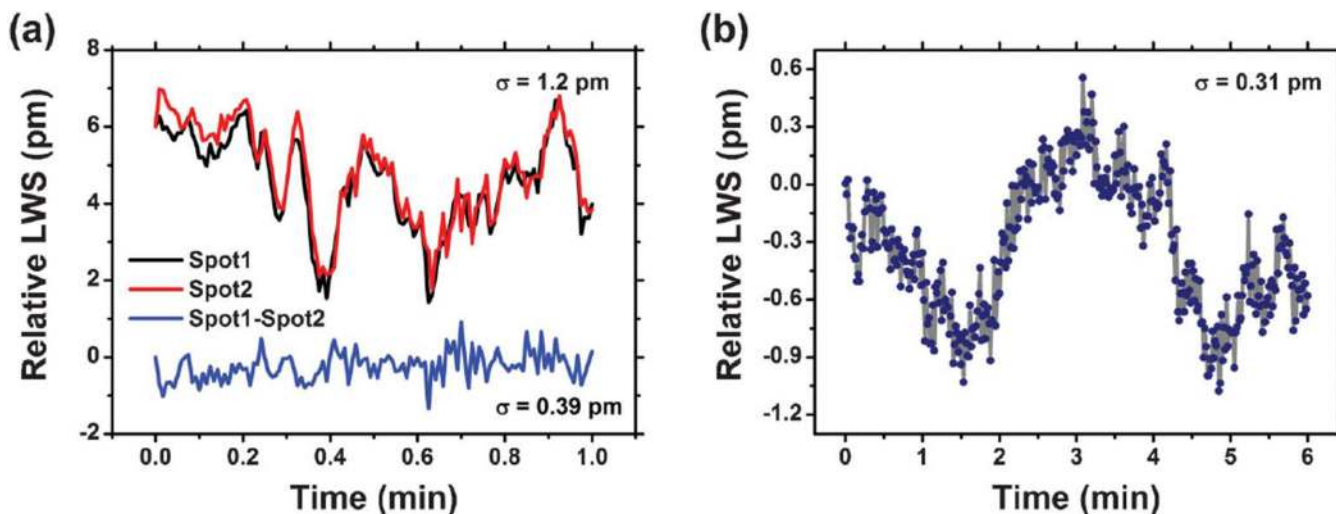 (a)
Relative LWS (pm)
8
6
4
2
0
-2
σ = 1.2 pm
Spot1
Spot2
Spot1-Spot2
σ = 0.39 pm
0.0 0.2 0.4 0.6 0.8 1.0
Time (min)
(b)
Relative LWS (pm)
0.6
0.3
0.0
-0.3
-0.6
-0.9
-1.2
σ = 0.31 pm
0 1 2 3 4 5 6
Time (min)